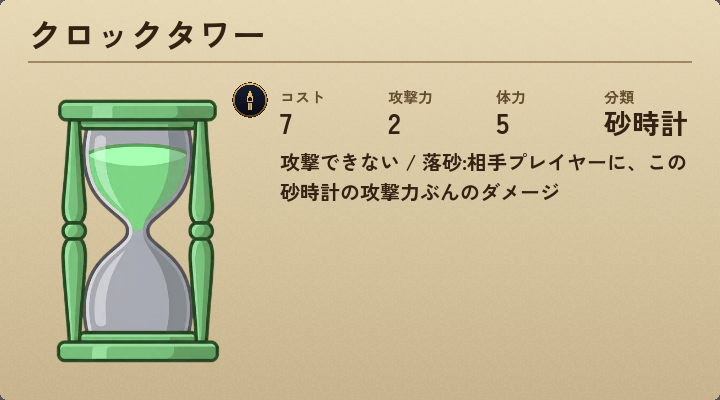 クロックタワー
コスト 攻撃力 体力 分類
7 2 5 砂時計
攻撃できない / 落砂:相手プレイヤーに、この
砂時計の攻撃力ぶんのダメージ